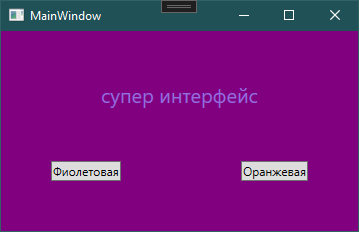 MainWindow
супер интерфейс
Фиолетовая
Оранжевая